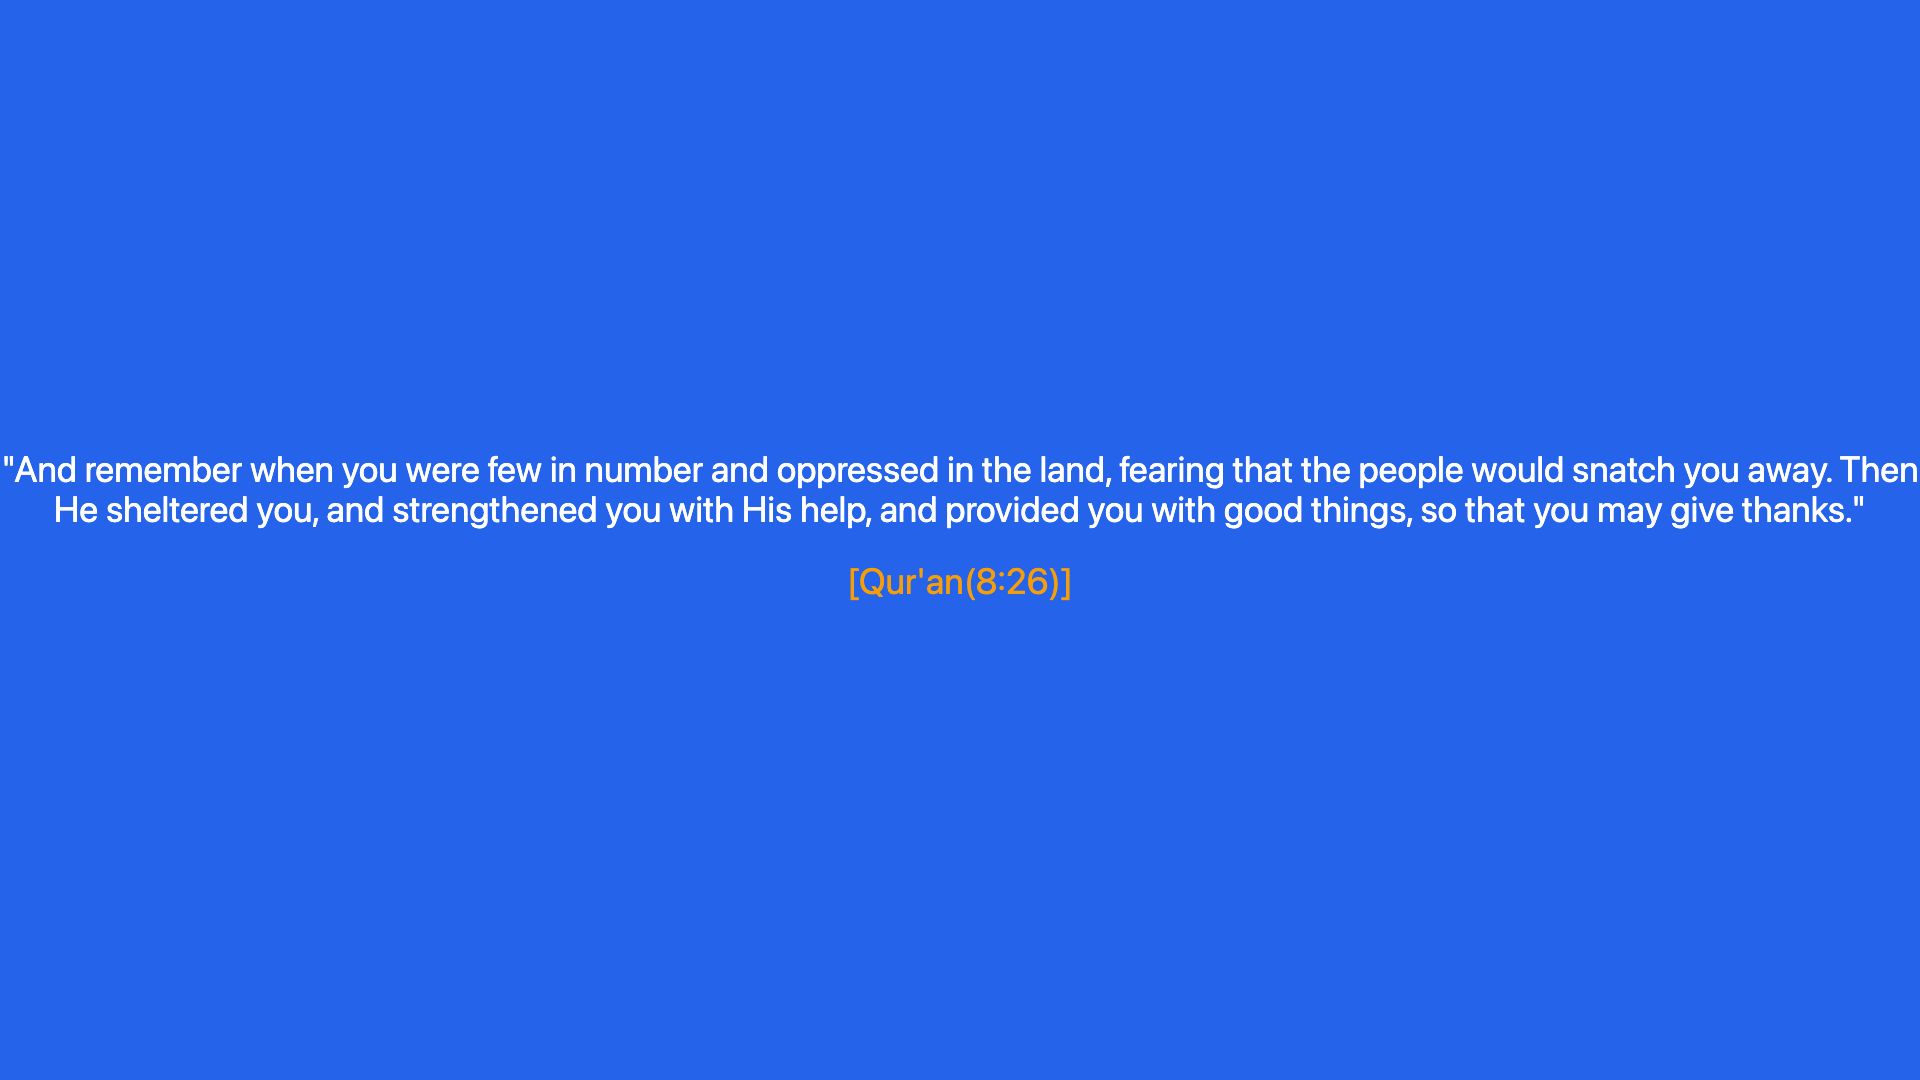 "And remember when you were few in number and oppressed in the land, fearing that the people would snatch you away. Then
He sheltered you, and strengthened you with His help, and provided you with good things, so that you may give thanks."
[Qur'an(8:26)]